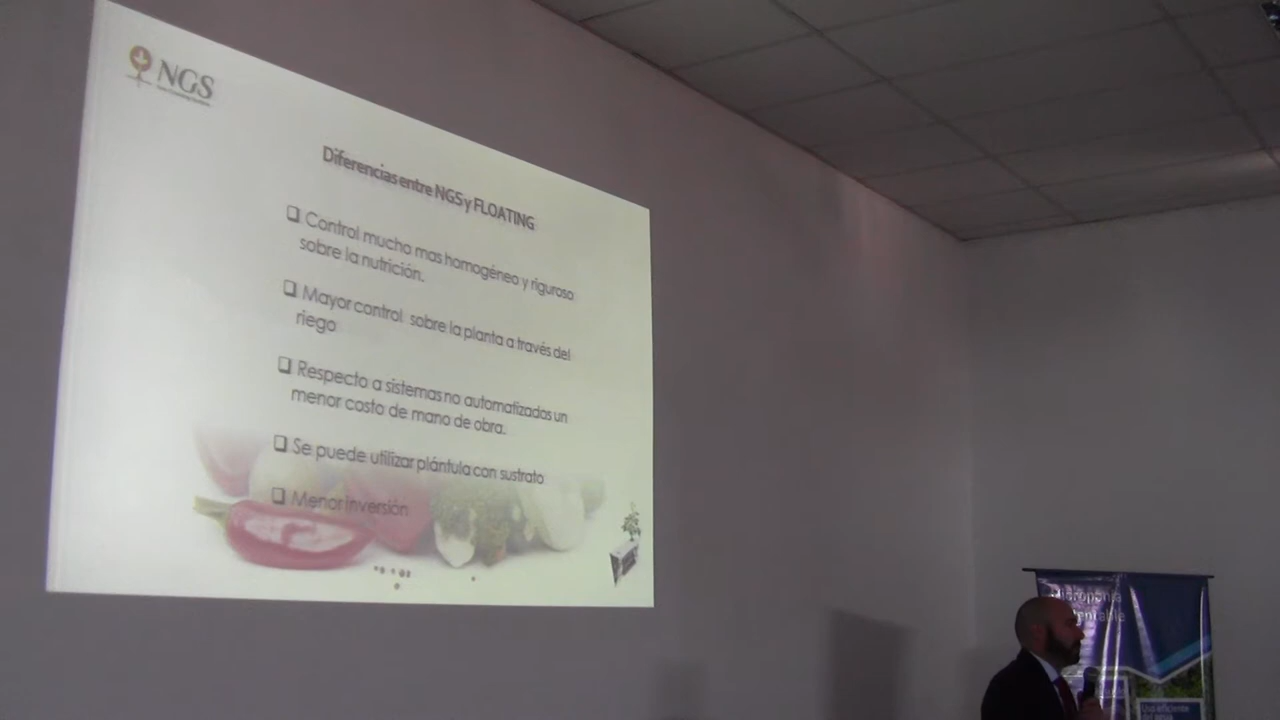 NGS
Diferencias entre NGS y FLOATING
❑ Control mucho mas homogéneo y riguroso
sobre la nutrición.
❑ Mayor control sobre la planta a través del
riego
❑ Respecto a sistemas no automatizados un
menor costo de mano de obra.
❑ Se puede utilizar plántula con sustrato
❑ Menor inversión
Uso eficiente